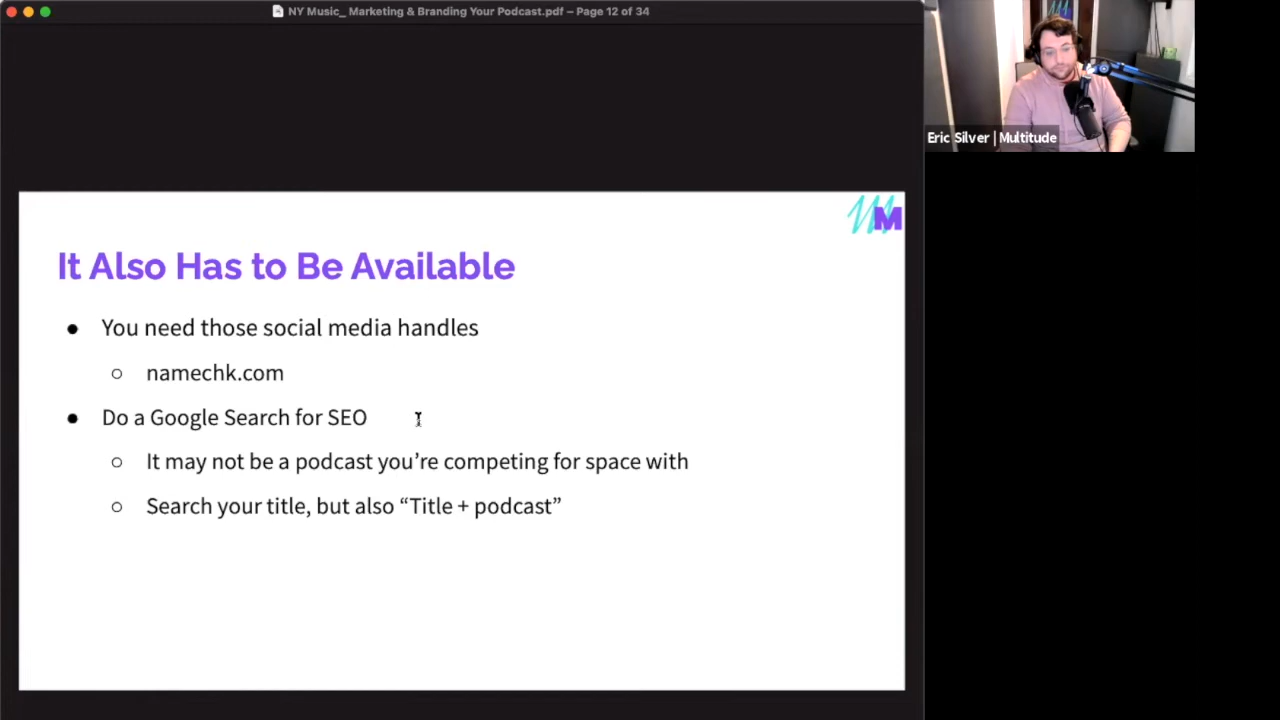 NY Music_ Marketing & Branding Your Podcast.pdf – Page 12 of 34
Eric Silver | Multitude
M
It Also Has to Be Available
● You need those social media handles
○ namechk.com
● Do a Google Search for SEO
○ It may not be a podcast you’re competing for space with
○ Search your title, but also “Title + podcast”